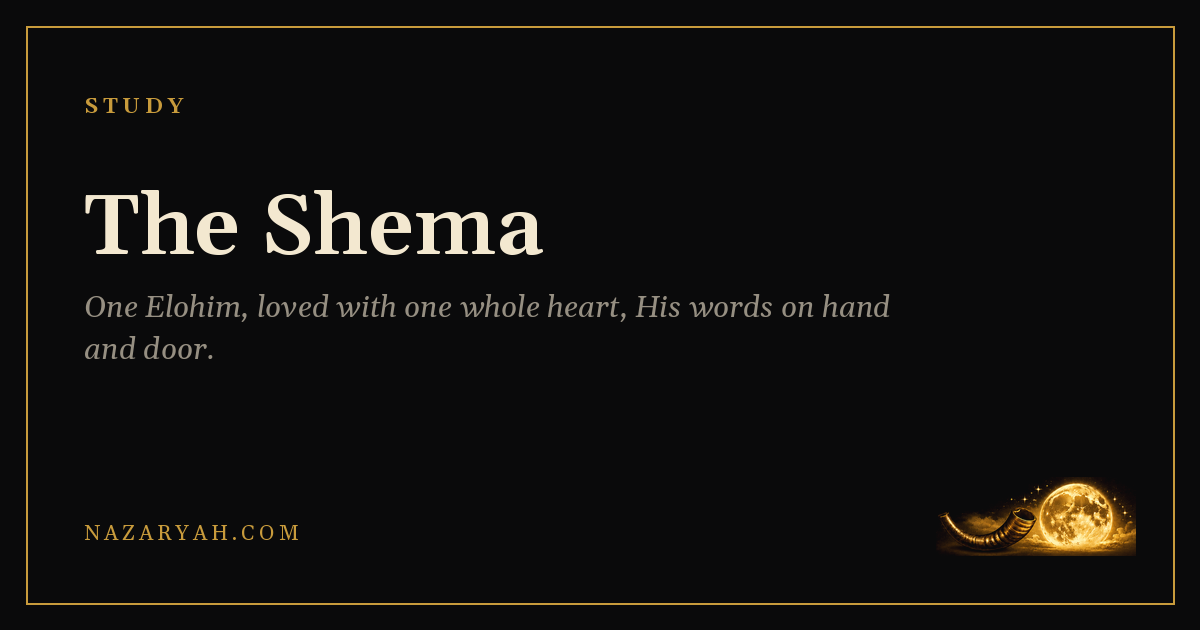 STUDY
The Shema
One Elohim, loved with one whole heart, His words on hand
and door.
NAZARYAH.COM